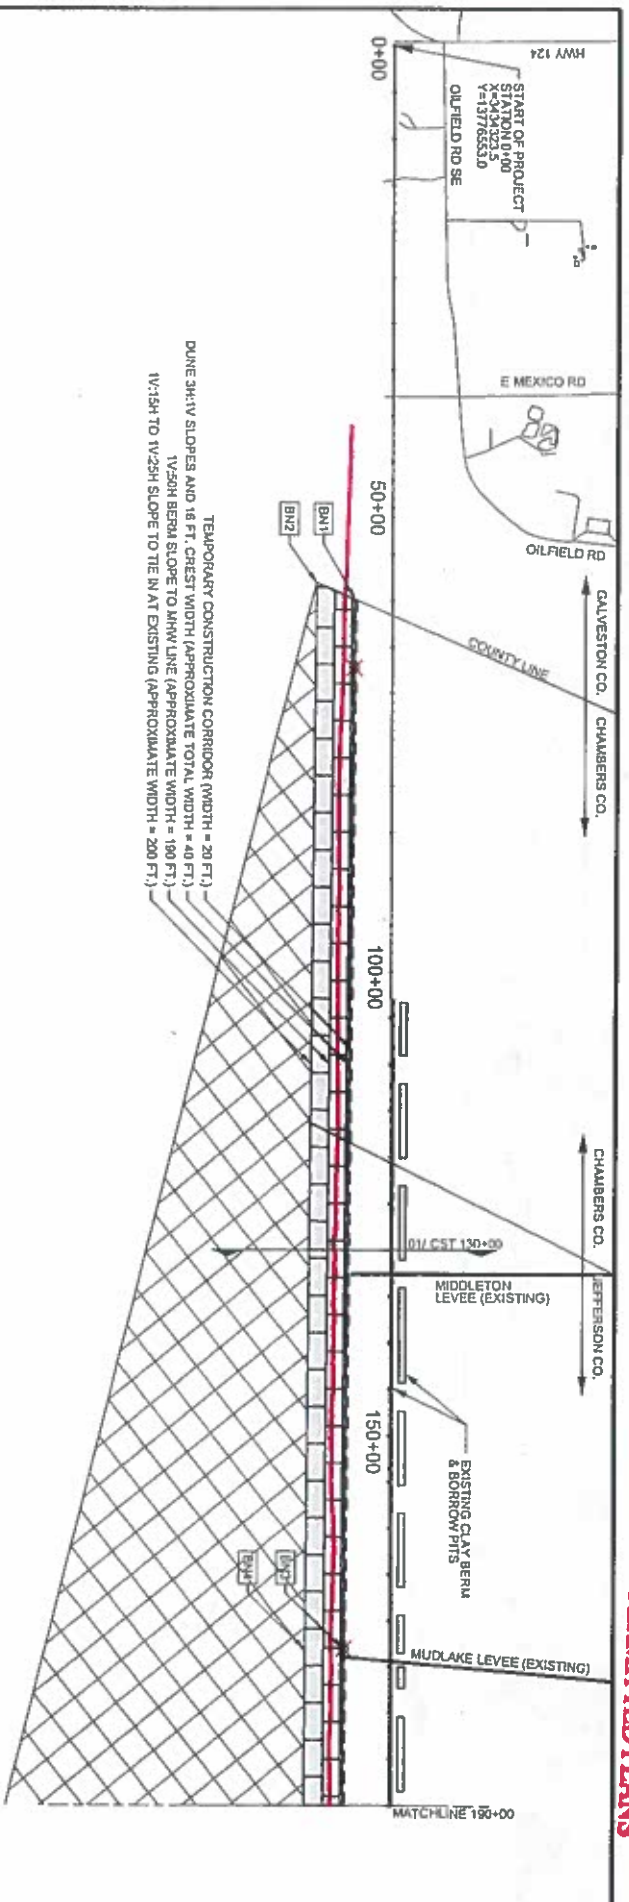 HWY 124
0+00
START OF PROJECT
STATION 0+00
X=3434323.5
Y=13776553.0
OILFIELD RD SE
E MEXICO RD
OILFIELD RD
50+00
BN1
BN2
COUNTY LINE
GALVESTON CO.
CHAMBERS CO.
TEMPORARY CONSTRUCTION CORRIDOR (WIDTH = 20 FT.)
DUNE 3H:1V SLOPES AND 16 FT. CREST WIDTH (APPROXIMATE TOTAL WIDTH = 40 FT.)
1V:50H BERM SLOPE TO MHW LINE (APPROXIMATE WIDTH = 190 FT.)
1V:15H TO 1V:25H SLOPE TO TIE IN AT EXISTING (APPROXIMATE WIDTH = 200 FT.)
100+00
CHAMBERS CO.
JEFFERSON CO.
01/ CST 130+00
MIDDLETON
LEVEE (EXISTING)
150+00
EXISTING CLAY BERM
& BORROW PITS
BN3
BN4
MUDLAKE LEVEE (EXISTING)
MATCHLINE 190+00
PLANS